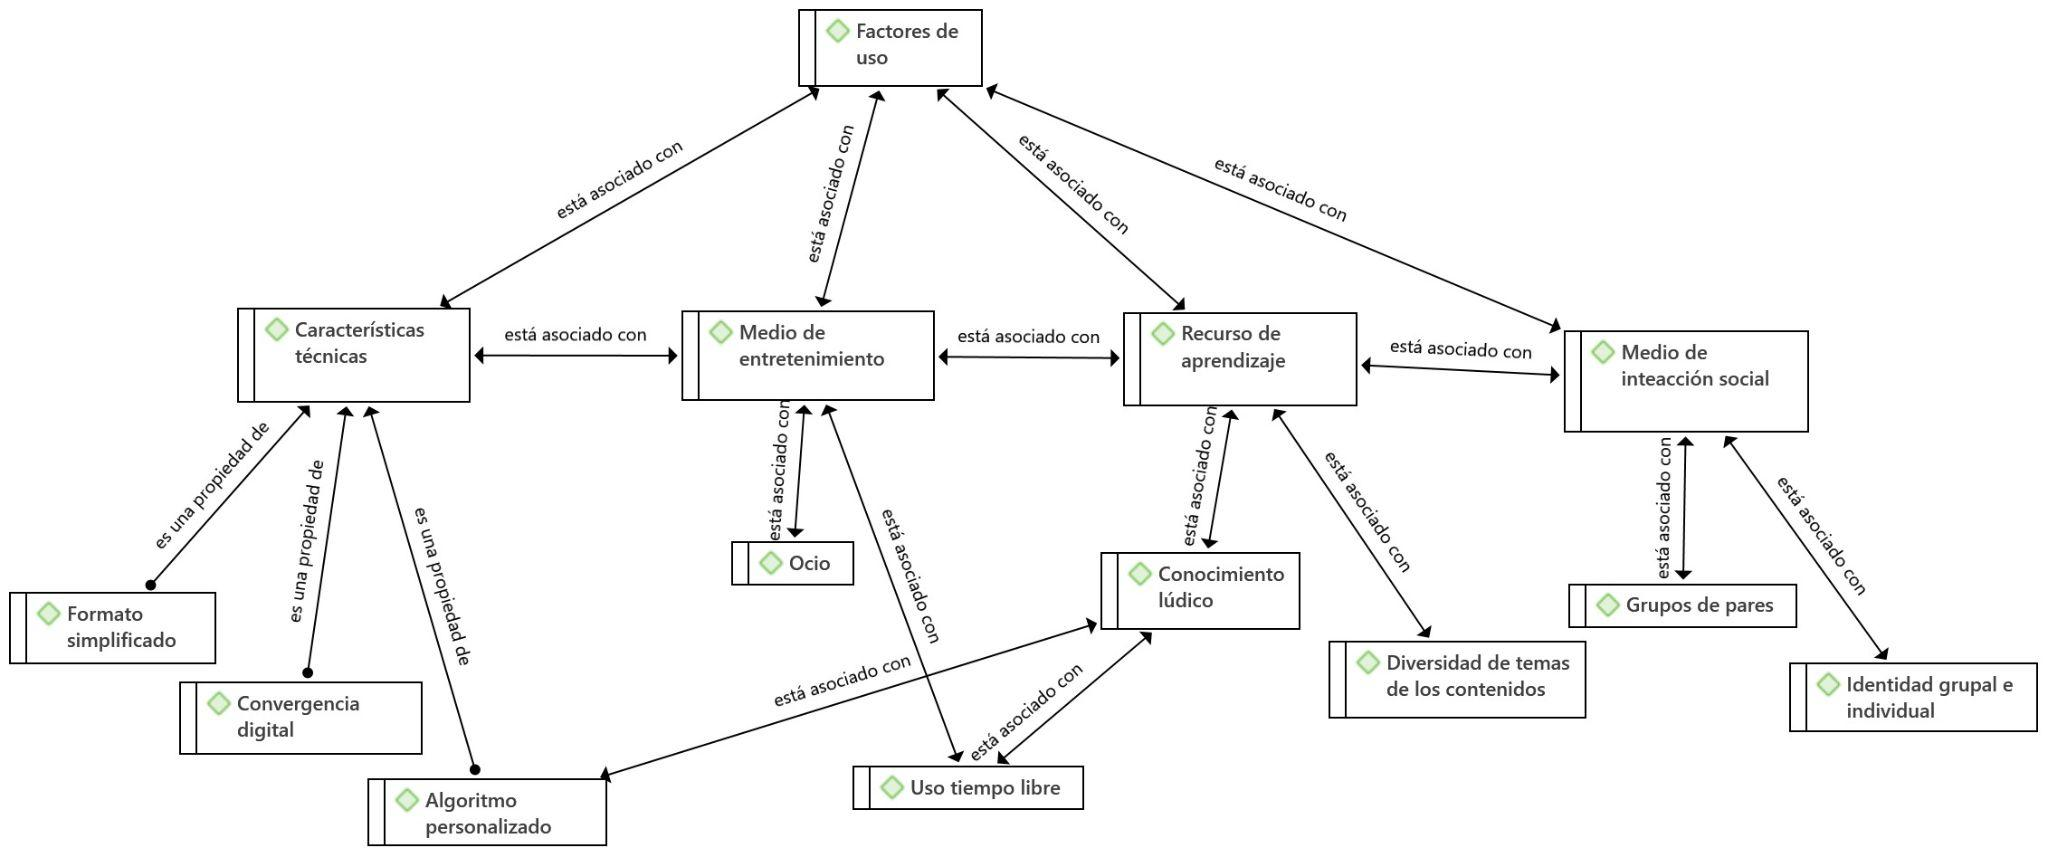 Factores de
uso
está asociado con
está asociado con
está asociado con
está asociado con
Características
técnicas
está asociado con
Medio de
entretenimiento
está asociado con
Recurso de
aprendizaje
está asociado con
Medio de
inteacción social
es una propiedad de
es una propiedad de
es una propiedad de
está asociado con
está asociado con
está asociado con
está asociado con
está asociado con
está asociado con
Ocio
Conocimiento
lúdico
Grupos de pares
Formato
simplificado
Diversidad de temas
de los contenidos
Identidad grupal e
individual
Convergencia
digital
está asociado con
está asociado con
Algoritmo
personalizado
Uso tiempo libre